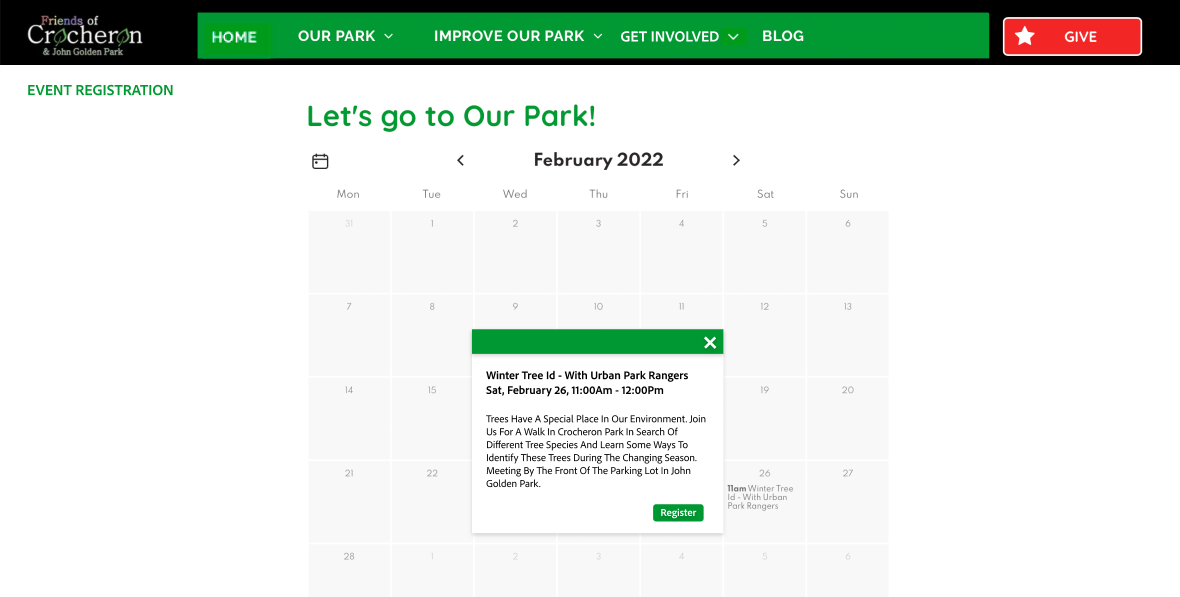 Friends of
Crocheron
& John Golden Park
HOME OUR PARK IMPROVE OUR PARK GET INVOLVED BLOG GIVE
EVENT REGISTRATION
Let's go to Our Park!
February 2022
Mon Tue Wed Thu Fri Sat Sun
31 1 2 3 4 5 6
7 8 9 10 11 12 13
Winter Tree Id - With Urban Park Rangers
Sat, February 26, 11:00Am - 12:00Pm
Trees Have A Special Place In Our Environment. Join
Us For A Walk In Crocheron Park In Search Of
Different Tree Species And Learn Some Ways To
Identify These Trees During The Changing Season.
Meeting By The Front Of The Parking Lot In John
Golden Park.
Register
14 15 19 20
21 22 26 27
11am Winter Tree
Id - With Urban
Park Rangers
28 1 2 3 4 5 6